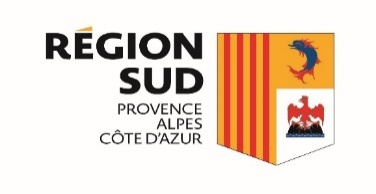 RÉGION
SUD
PROVENCE
ALPES
CÔTE D'AZUR